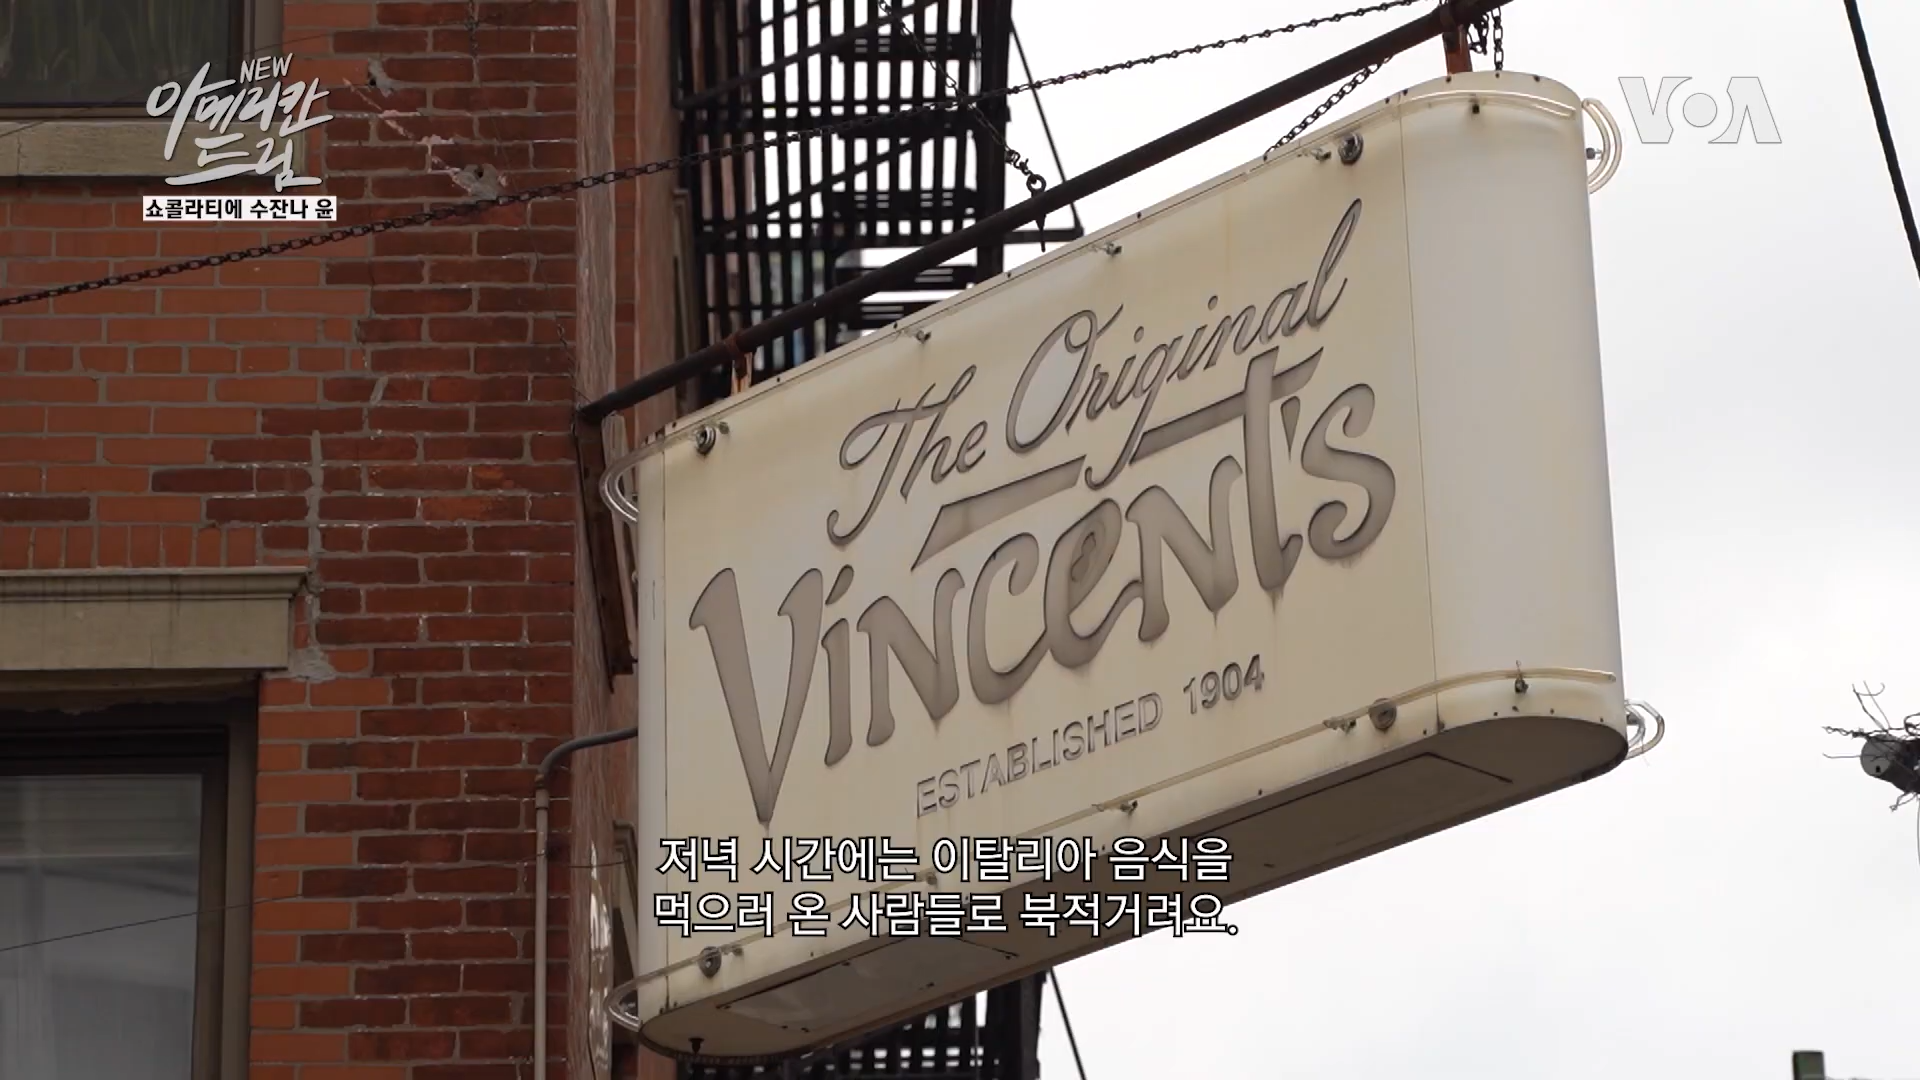 NEW
아메리칸
드림
쇼콜라티에 수잔나 윤
VOA
The Original
Vincent's
ESTABLISHED 1904
저녁 시간에는 이탈리아 음식을
먹으러 온 사람들로 북적거려요.